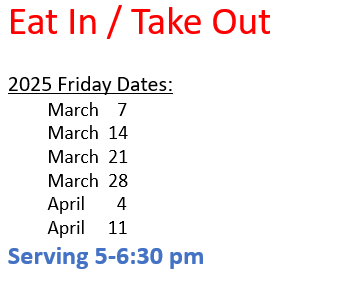 Eat In / Take Out
2025 Friday Dates:
March 7
March 14
March 21
March 28
April 4
April 11
Serving 5-6:30 pm